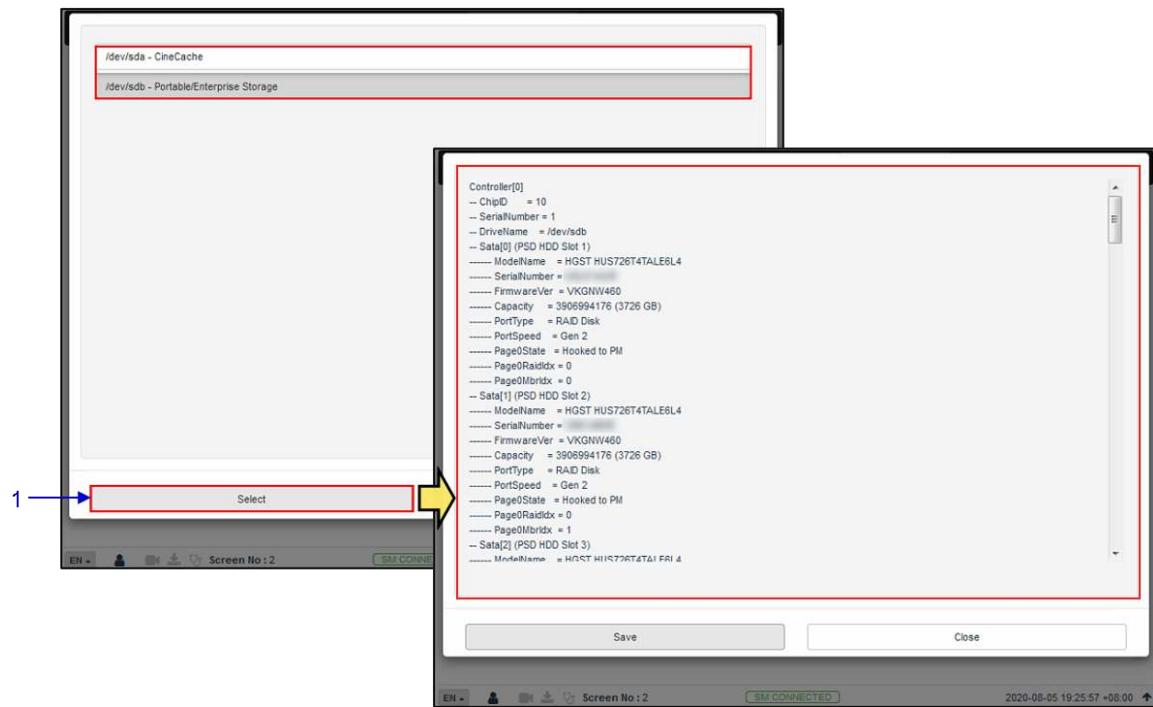 /dev/sda - CineCache
/dev/sdb - Portable/Enterprise Storage
1
Select
EN
Screen No : 2
SM CONNE
Controller[0]
-- ChipID = 10
-- SerialNumber = 1
-- DriveName = /dev/sdb
-- Sata[0] (PSD HDD Slot 1)
------ ModelName = HGST HUS726T4TALE6L4
------ SerialNumber =
------ FirmwareVer = VKGNW460
------ Capacity = 3906994176 (3726 GB)
------ PortType = RAID Disk
------ PortSpeed = Gen 2
------ Page0State = Hooked to PM
------ Page0RaidIdx = 0
------ Page0MbrIdx = 0
-- Sata[1] (PSD HDD Slot 2)
------ ModelName = HGST HUS726T4TALE6L4
------ SerialNumber =
------ FirmwareVer = VKGNW460
------ Capacity = 3906994176 (3726 GB)
------ PortType = RAID Disk
------ PortSpeed = Gen 2
------ Page0State = Hooked to PM
------ Page0RaidIdx = 0
------ Page0MbrIdx = 1
-- Sata[2] (PSD HDD Slot 3)
------ ModelName = HGST HUS726T4TALE6L4
Save
Close
EN
Screen No : 2
SM CONNECTED
2020-08-05 19:25:57 +08:00